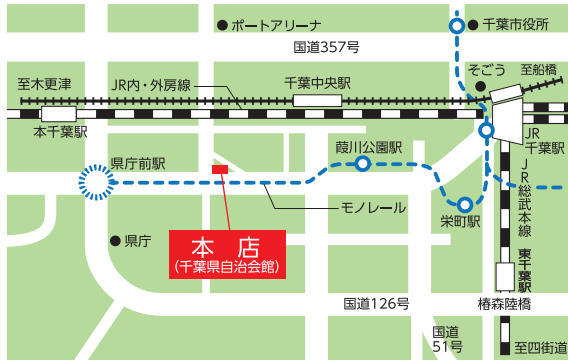 ポートアリーナ
千葉市役所
国道357号
そごう
至船橋
至木更津
JR内・外房線
千葉中央駅
本千葉駅
JR
千葉駅
県庁前駅
葭川公園駅
JR総武本線
モノレール
栄町駅
県庁
本 店
(千葉県自治会館)
東千葉駅
国道126号
椿森陸橋
国道
51号
至四街道